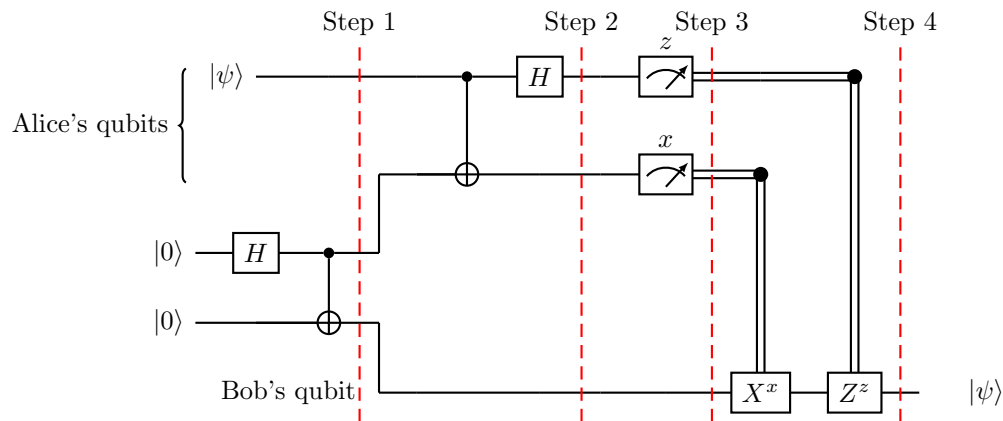 Step 1 Step 2 Step 3 Step 4
z
|ψ⟩ H
Alice's qubits
x
|0⟩ H
|0⟩
Bob's qubit X^x Z^z |ψ⟩